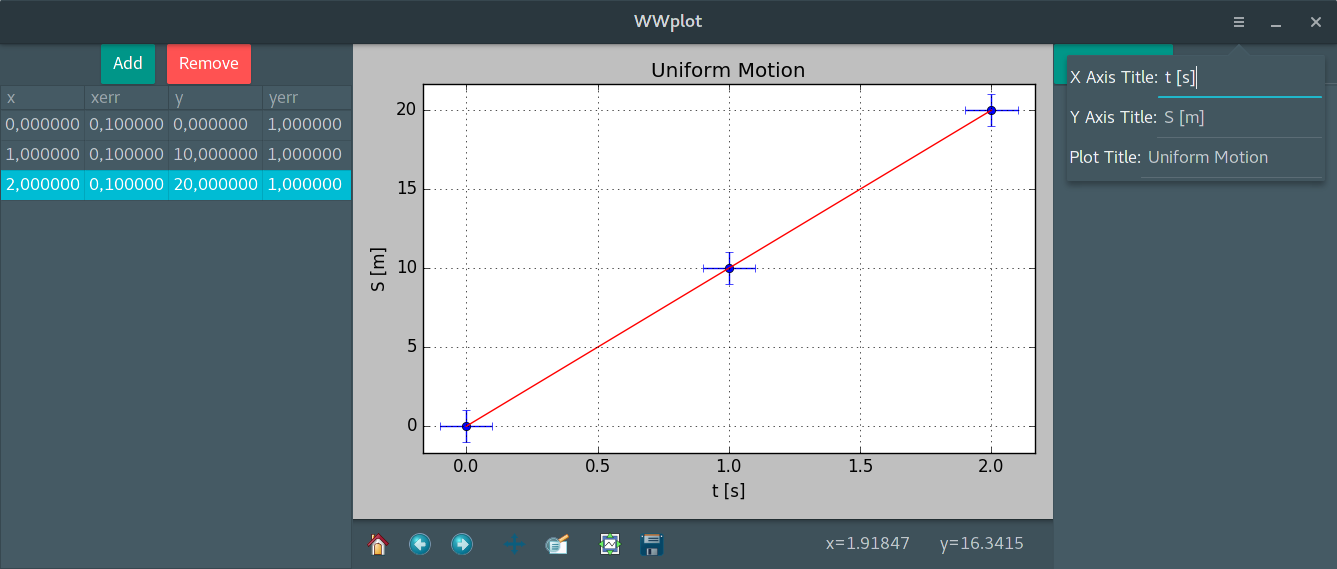 WWplot
Add Remove
x xerr y yerr
0,000000 0,100000 0,000000 1,000000
1,000000 0,100000 10,000000 1,000000
2,000000 0,100000 20,000000 1,000000
Uniform Motion
20
15
10
5
0
S [m]
0.0 0.5 1.0 1.5 2.0
t [s]
x=1.91847 y=16.3415
X Axis Title: t [s]
Y Axis Title: S [m]
Plot Title: Uniform Motion